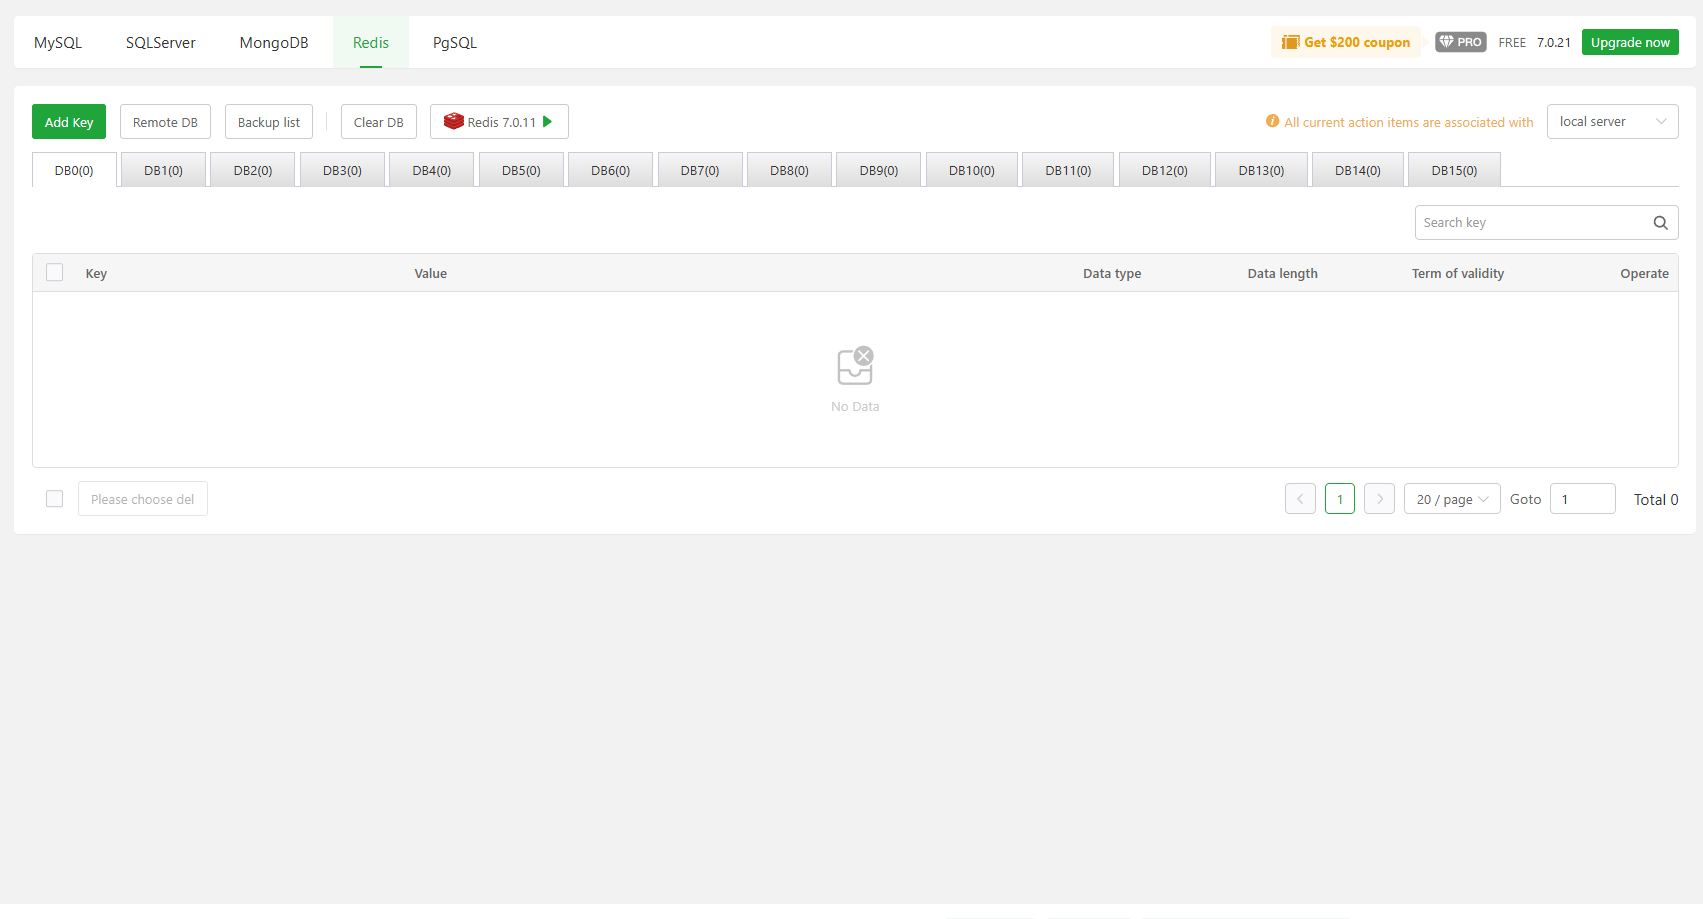 MySQL SQLServer MongoDB Redis PgSQL Get $200 coupon PRO FREE 7.0.21 Upgrade now
Add Key Remote DB Backup list Clear DB Redis 7.0.11 All current action items are associated with local server
DB0(0) DB1(0) DB2(0) DB3(0) DB4(0) DB5(0) DB6(0) DB7(0) DB8(0) DB9(0) DB10(0) DB11(0) DB12(0) DB13(0) DB14(0) DB15(0)
Search key
Key Value Data type Data length Term of validity Operate
No Data
Please choose del 1 20 / page Goto 1 Total 0